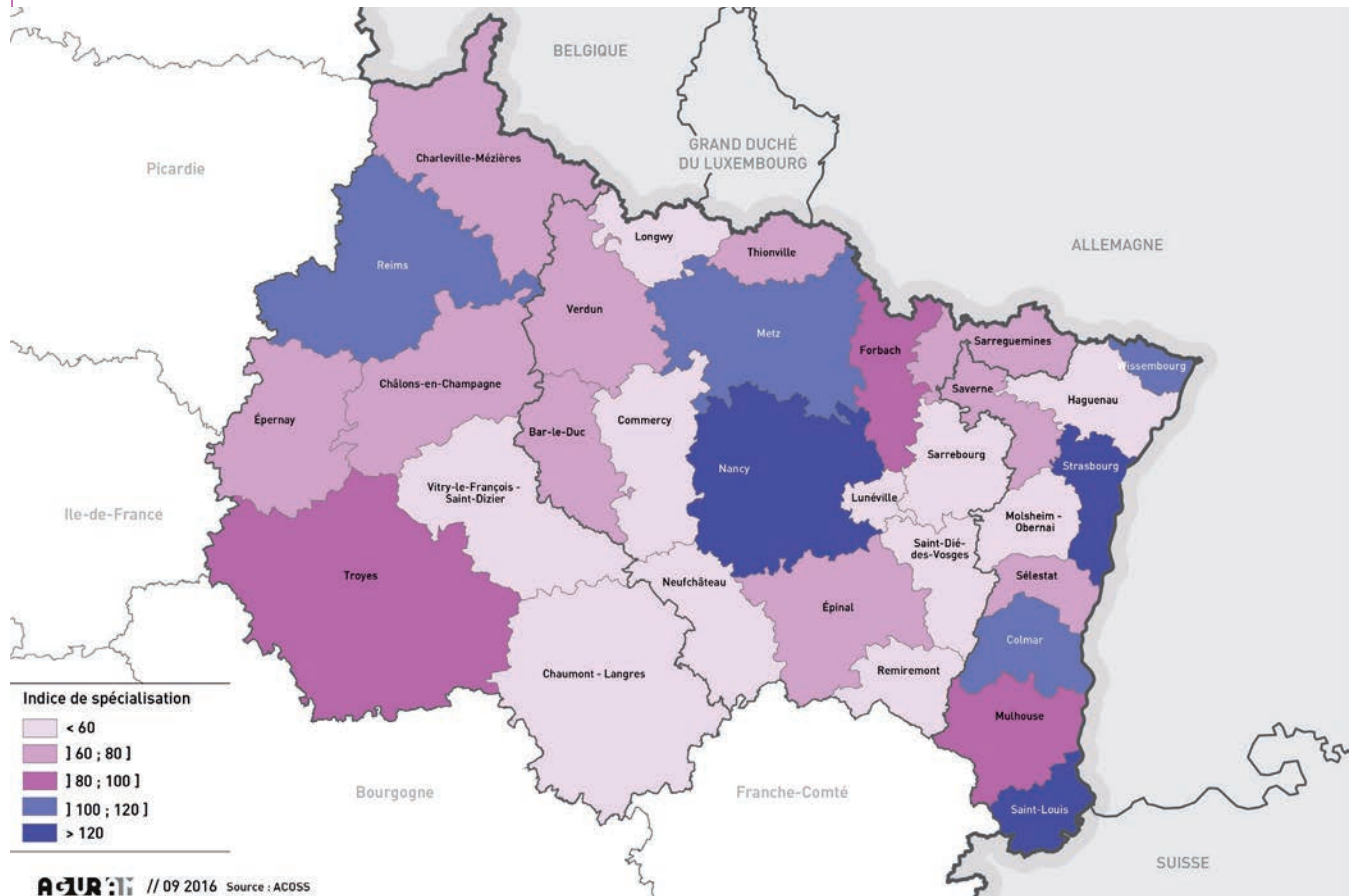 BELGIQUE
GRAND DUCHÉ
DU LUXEMBOURG
Picardie
Charleville-Mézières
Longwy
Thionville
ALLEMAGNE
Reims
Verdun
Metz
Forbach
Sarreguemines
Wissembourg
Saverne
Haguenau
Châlons-en-Champagne
Épernay
Commercy
Bar-le-Duc
Sarrebourg
Strasbourg
Nancy
Vitry-le-François -
Saint-Dizier
Lunéville
Ile-de-France
Molsheim -
Obernai
Saint-Dié-
des-Vosges
Troyes
Neufchâteau
Sélestat
Épinal
Colmar
Chaumont - Langres
Remiremont
Mulhouse
Indice de spécialisation
< 60
] 60 ; 80 ]
] 80 ; 100 ]
] 100 ; 120 ]
> 120
Bourgogne
Franche-Comté
Saint-Louis
SUISSE
// 09 2016 Source : ACOSS